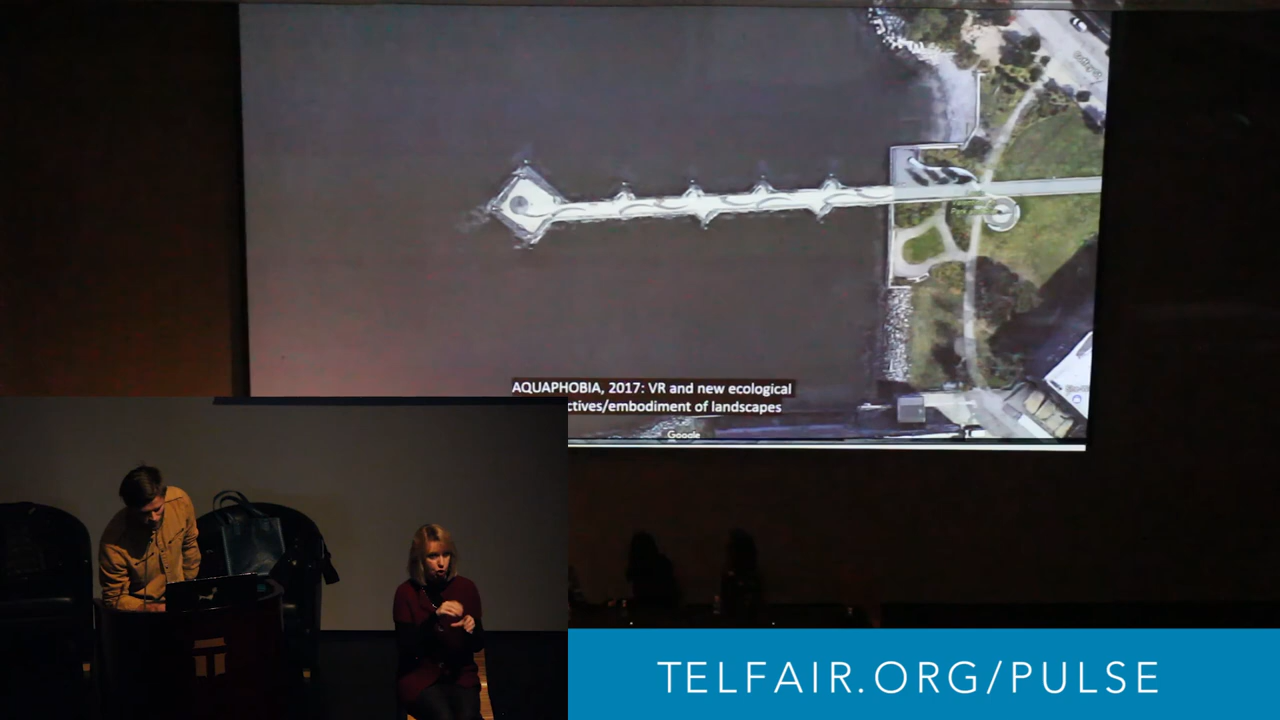 AQUAPHOBIA, 2017: VR and new ecological
ctives/embodiment of landscapes
Google
TELFAIR.ORG/PULSE